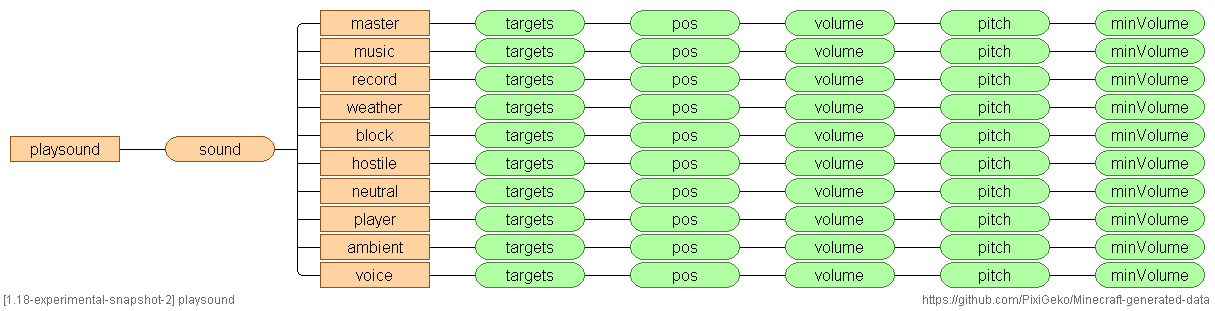 master targets pos volume pitch minVolume
music targets pos volume pitch minVolume
record targets pos volume pitch minVolume
weather targets pos volume pitch minVolume
block targets pos volume pitch minVolume
playsound sound
hostile targets pos volume pitch minVolume
neutral targets pos volume pitch minVolume
player targets pos volume pitch minVolume
ambient targets pos volume pitch minVolume
voice targets pos volume pitch minVolume
[1.18-experimental-snapshot-2] playsound
https://github.com/PixiGeko/Minecraft-generated-data